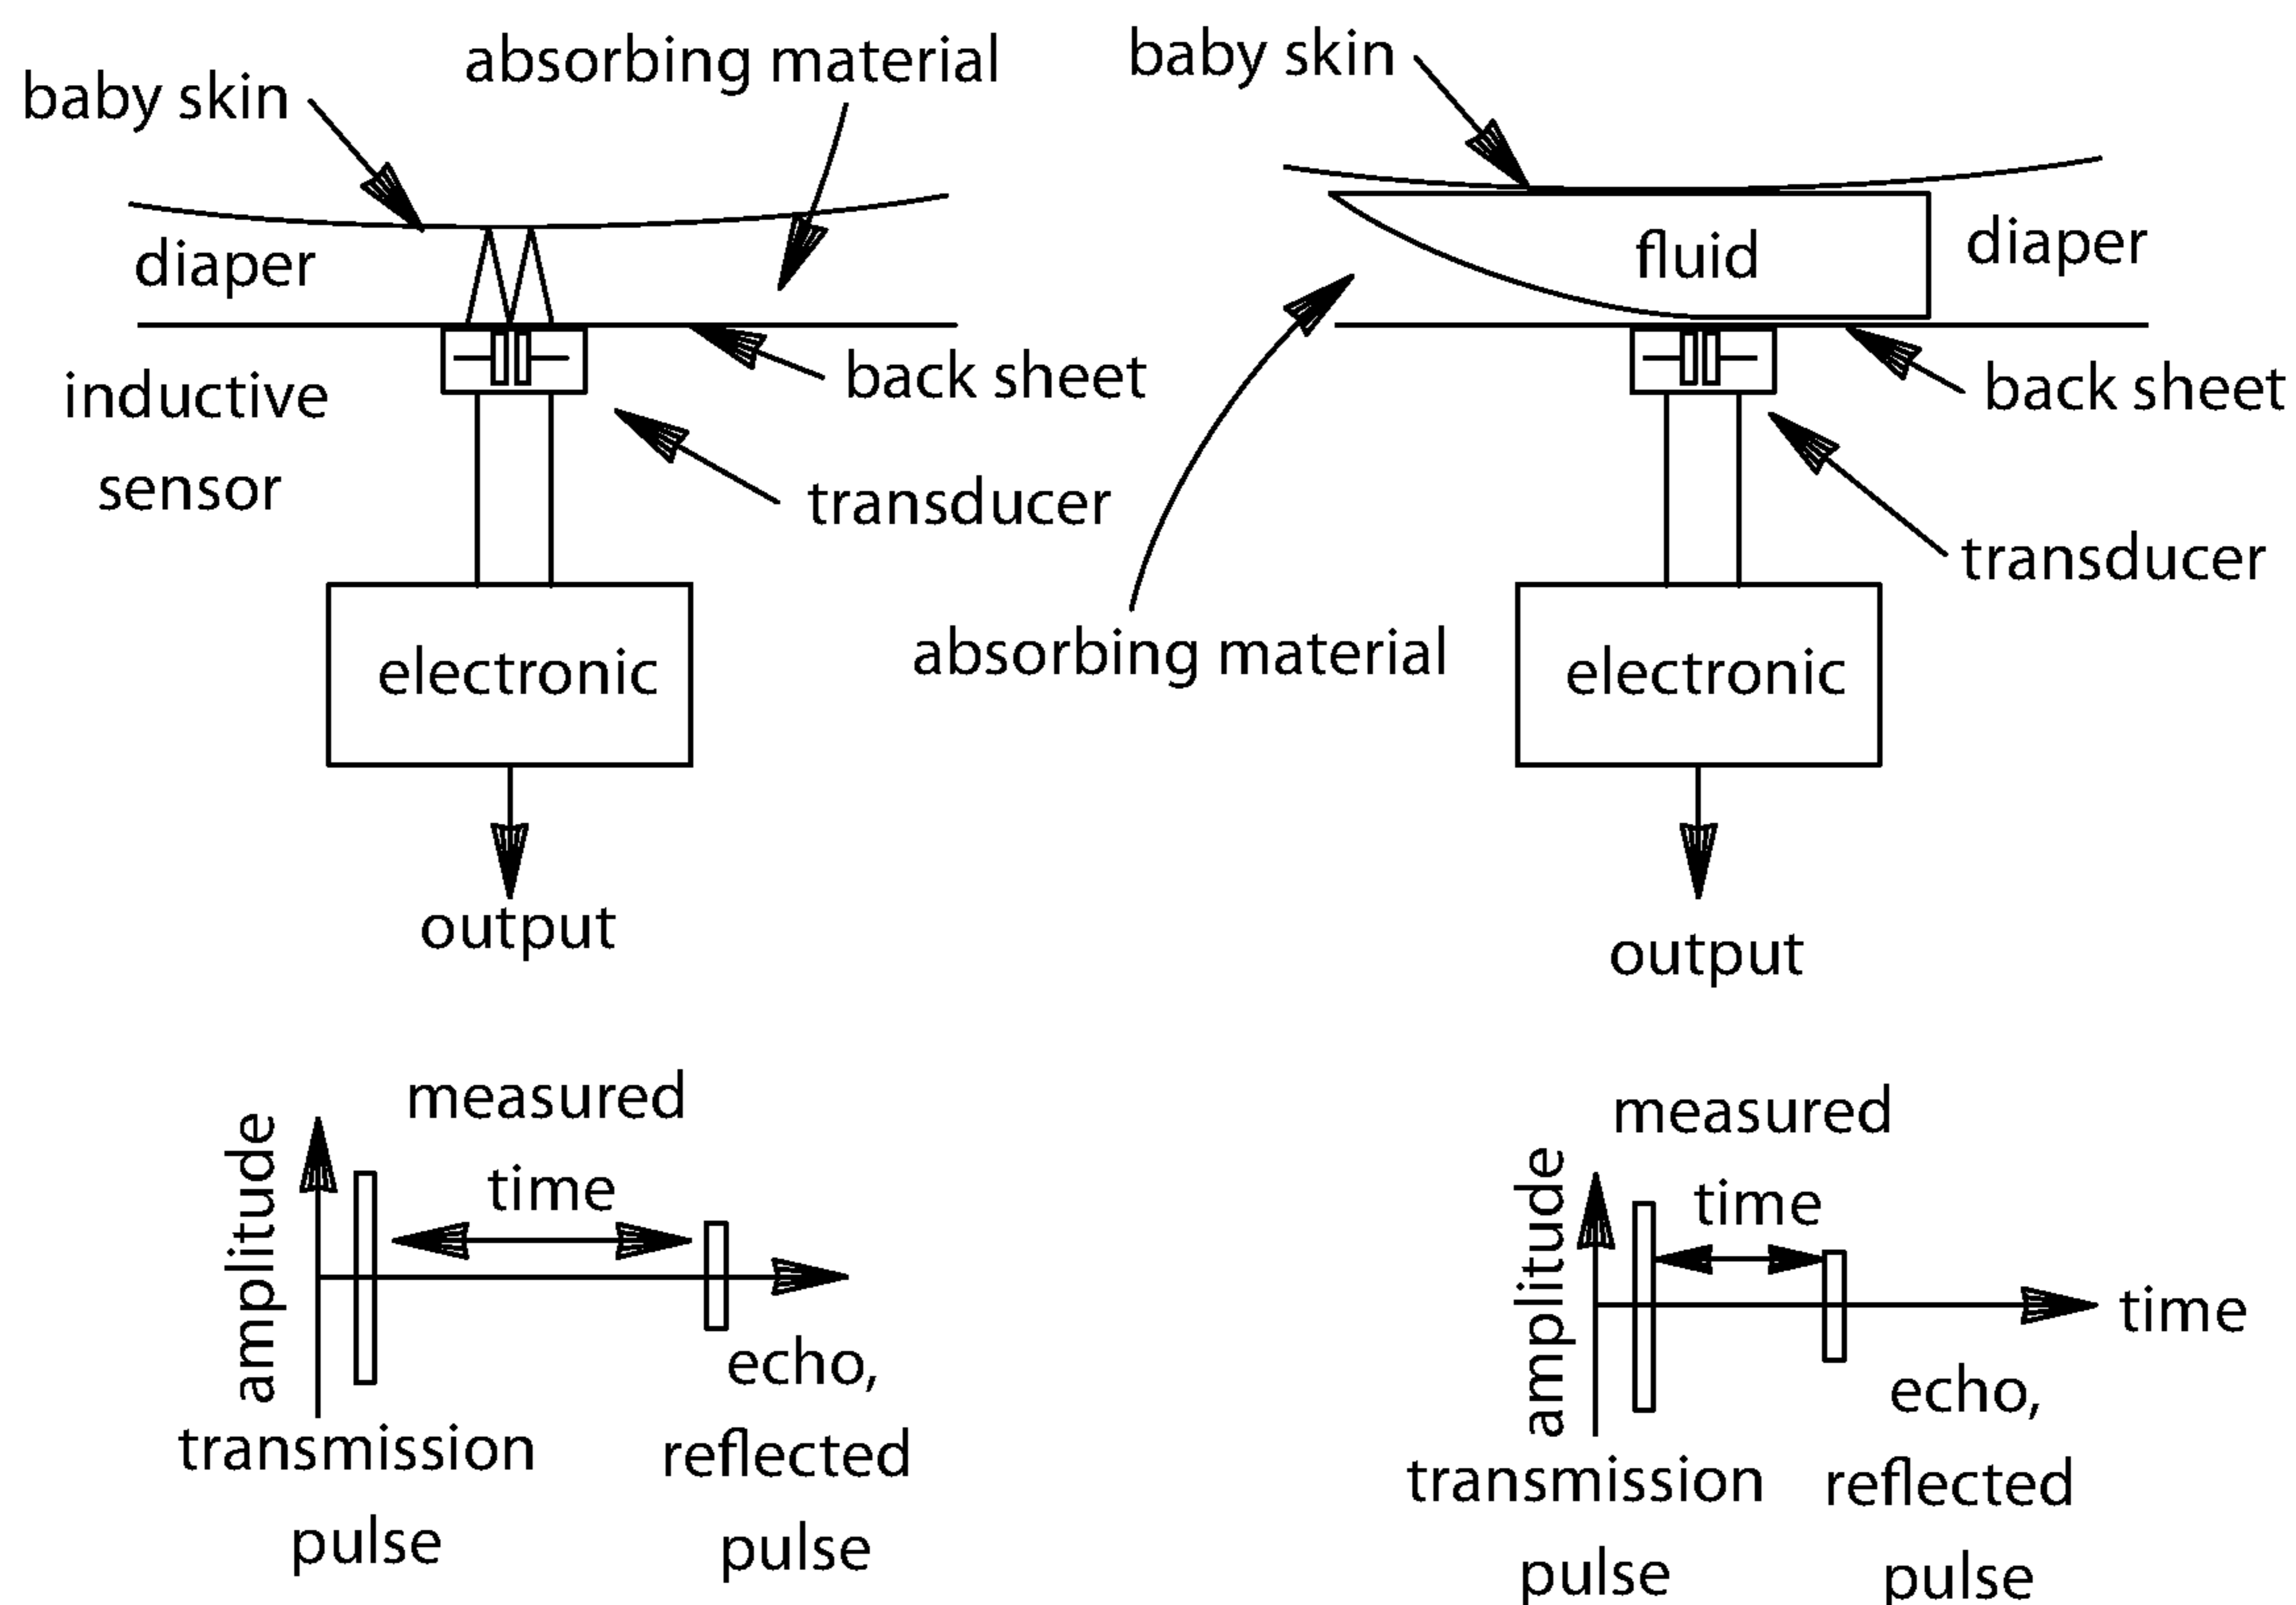 baby skin
absorbing material
diaper
inductive
sensor
back sheet
transducer
electronic
output
measured
time
amplitude
echo,
reflected
pulse
transmission
pulse
baby skin
fluid
diaper
back sheet
transducer
absorbing material
electronic
output
measured
time
amplitude
time
echo,
reflected
pulse
transmission
pulse